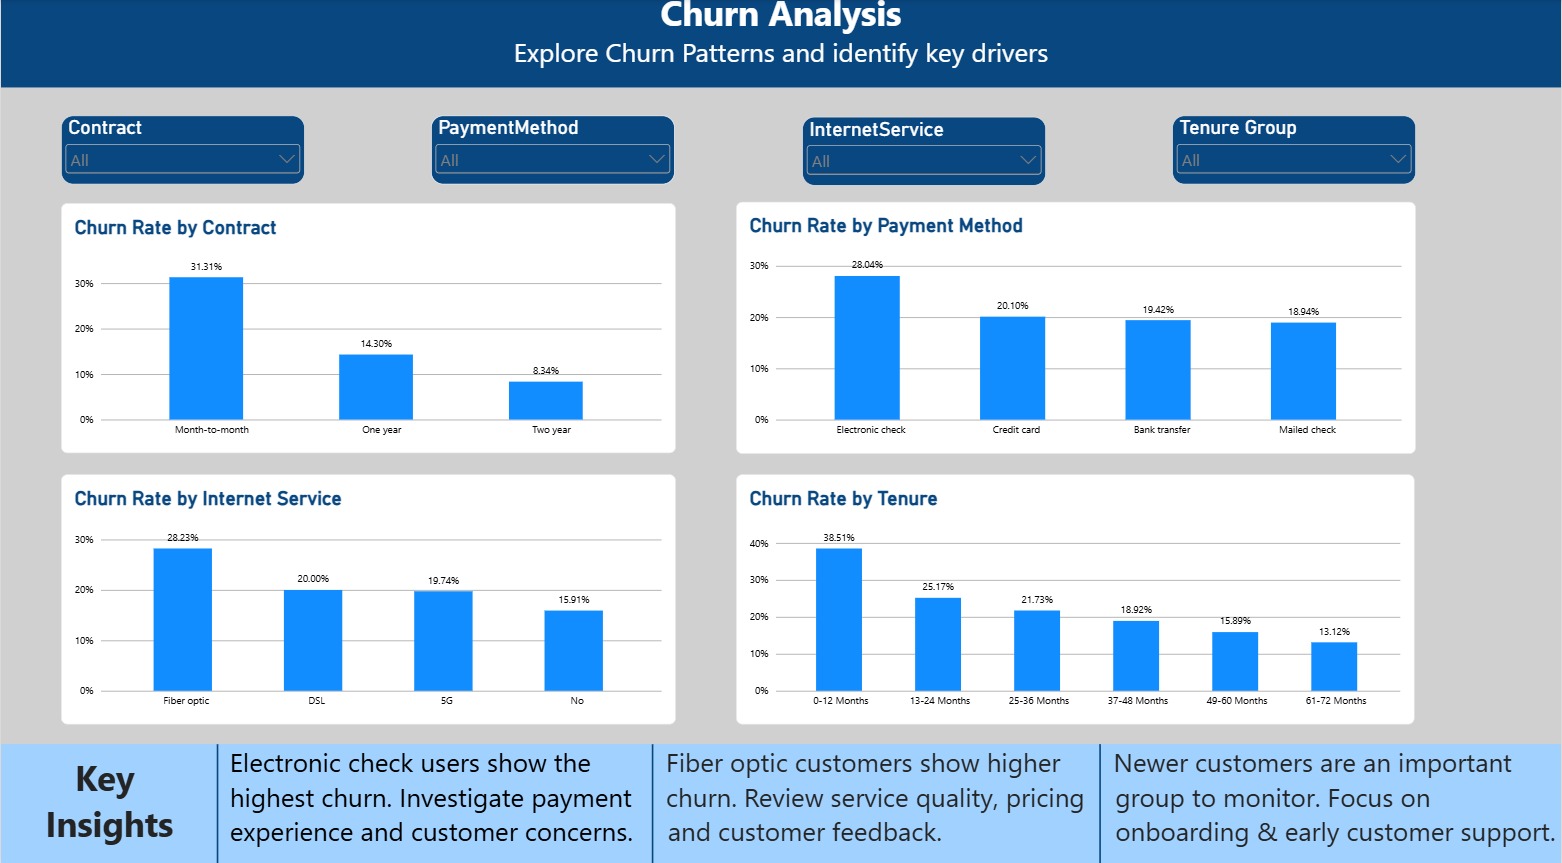 Churn Analysis
Explore Churn Patterns and identify key drivers
Contract
All
PaymentMethod
All
InternetService
All
Tenure Group
All
Churn Rate by Contract
30%
20%
10%
0%
31.31%
14.30%
8.34%
Month-to-month
One year
Two year
Churn Rate by Payment Method
30%
20%
10%
0%
28.04%
20.10%
19.42%
18.94%
Electronic check
Credit card
Bank transfer
Mailed check
Churn Rate by Internet Service
30%
20%
10%
0%
28.23%
20.00%
19.74%
15.91%
Fiber optic
DSL
5G
No
Churn Rate by Tenure
40%
30%
20%
10%
0%
38.51%
25.17%
21.73%
18.92%
15.89%
13.12%
0-12 Months
13-24 Months
25-36 Months
37-48 Months
49-60 Months
61-72 Months
Key
Insights
Electronic check users show the
highest churn. Investigate payment
experience and customer concerns.
Fiber optic customers show higher
churn. Review service quality, pricing
and customer feedback.
Newer customers are an important
group to monitor. Focus on
onboarding & early customer support.